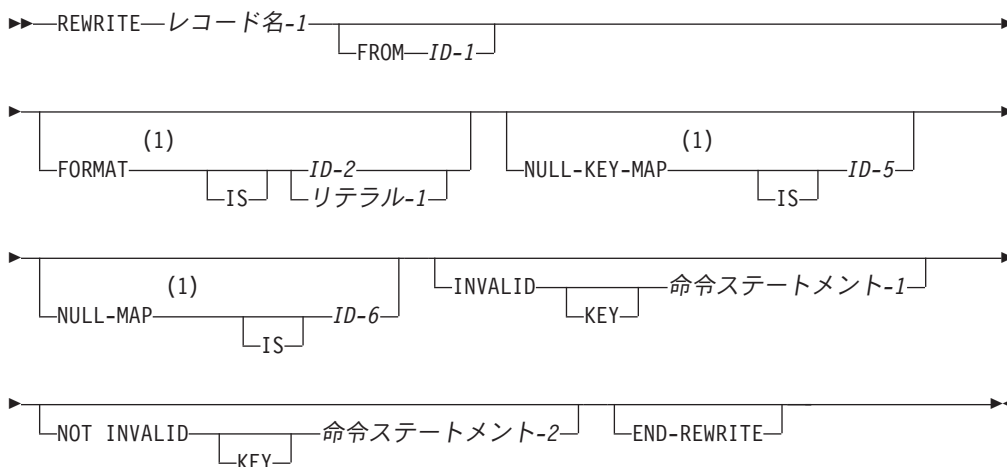 REWRITE レコード名-1
FROM ID-1
(1) (1)
FORMAT ID-2 NULL-KEY-MAP ID-5
IS リテラル-1 IS
(1) INVALID 命令ステートメント-1
NULL-MAP ID-6 KEY
IS
NOT INVALID 命令ステートメント-2 END-REWRITE
KEY